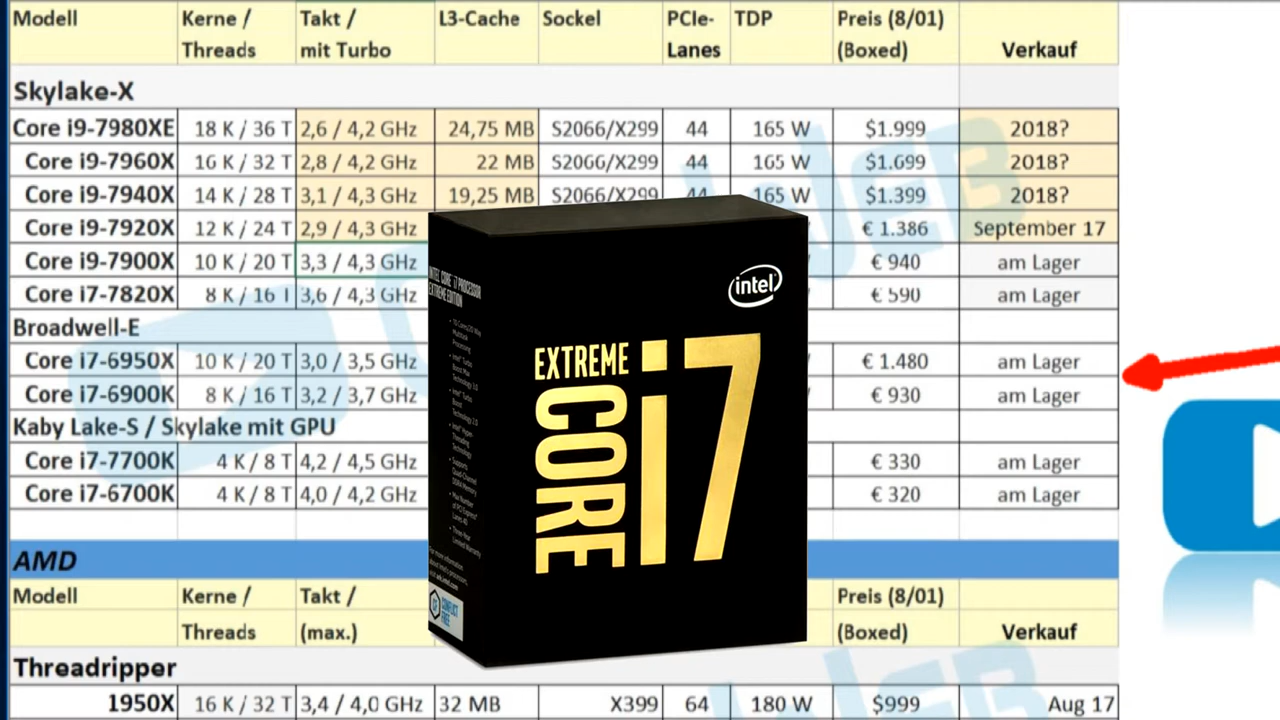 Modell Kerne / Takt / L3-Cache Sockel PCIe- TDP Preis (8/01)
Threads mit Turbo Lanes (Boxed) Verkauf
Skylake-X
Core i9-7980XE 18 K / 36 T 2,6 / 4,2 GHz 24,75 MB S2066/X299 44 165 W $1.999 2018?
Core i9-7960X 16 K / 32 T 2,8 / 4,2 GHz 22 MB S2066/X299 44 165 W $1.699 2018?
Core i9-7940X 14 K / 28 T 3,1 / 4,3 GHz 19,25 MB S2066/X299 44 165 W $1.399 2018?
Core i9-7920X 12 K / 24 T 2,9 / 4,3 GHz € 1.386 September 17
Core i9-7900X 10 K / 20 T 3,3 / 4,3 GHz € 940 am Lager
Core i7-7820X 8 K / 16 T 3,6 / 4,3 GHz € 590 am Lager
Broadwell-E
Core i7-6950X 10 K / 20 T 3,0 / 3,5 GHz € 1.480 am Lager
Core i7-6900K 8 K / 16 T 3,2 / 3,7 GHz € 930 am Lager
Kaby Lake-S / Skylake mit GPU
Core i7-7700K 4 K / 8 T 4,2 / 4,5 GHz € 330 am Lager
Core i7-6700K 4 K / 8 T 4,0 / 4,2 GHz € 320 am Lager
INTEL CORE i7 PROCESSOR
EXTREME EDITION
intel
EXTREME
CORE i7
CONFLICT
FREE
AMD
Modell Kerne / Takt / Preis (8/01)
Threads (max.) (Boxed) Verkauf
Threadripper
1950X 16 K / 32 T 3,4 / 4,0 GHz 32 MB X399 64 180 W $999 Aug 17